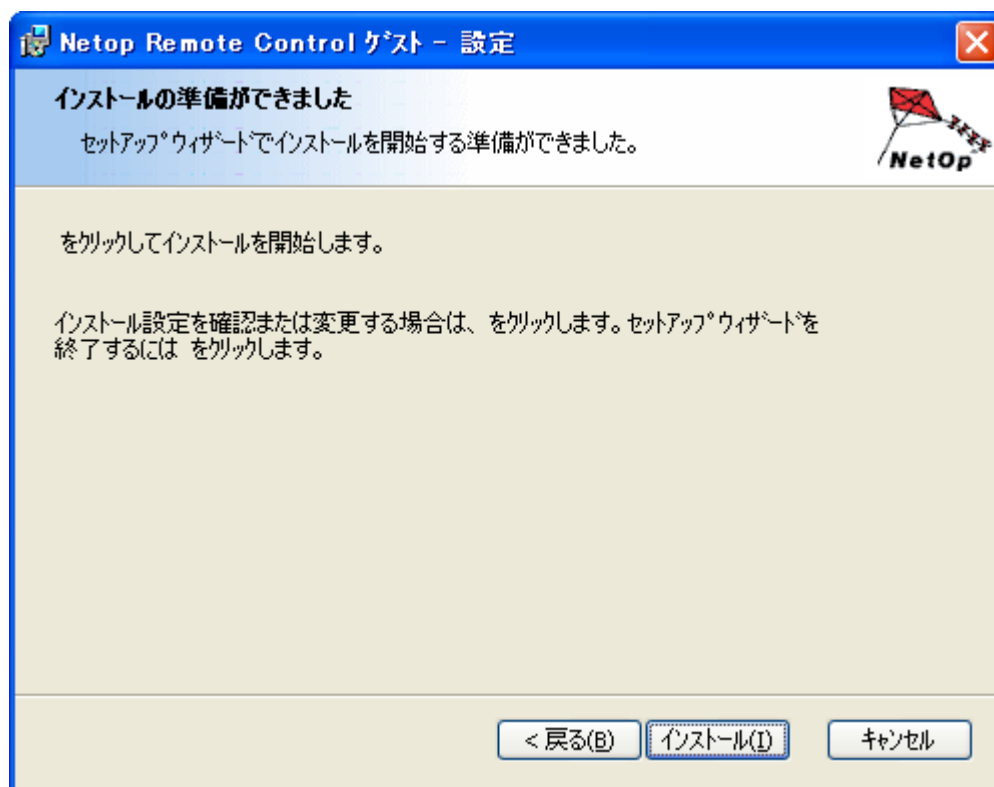 Netop Remote Control ｹﾞｽﾄ - 設定
ｲﾝｽﾄｰﾙの準備ができました
ｾｯﾄｱｯﾌﾟｳｨｻﾞｰﾄﾞでｲﾝｽﾄｰﾙを開始する準備ができました。
NetOp
をｸﾘｯｸしてｲﾝｽﾄｰﾙを開始します。
ｲﾝｽﾄｰﾙ設定を確認または変更する場合は、 をｸﾘｯｸします。ｾｯﾄｱｯﾌﾟｳｨｻﾞｰﾄﾞを
終了するには をｸﾘｯｸします。
< 戻る(B) ｲﾝｽﾄｰﾙ(I) ｷｬﾝｾﾙ